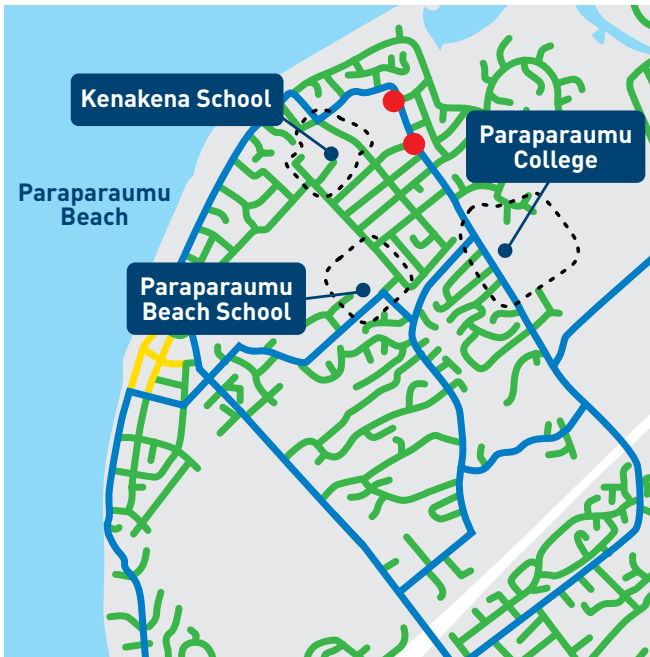 Kenakena School
Paraparaumu
College
Paraparaumu
Beach
Paraparaumu
Beach School